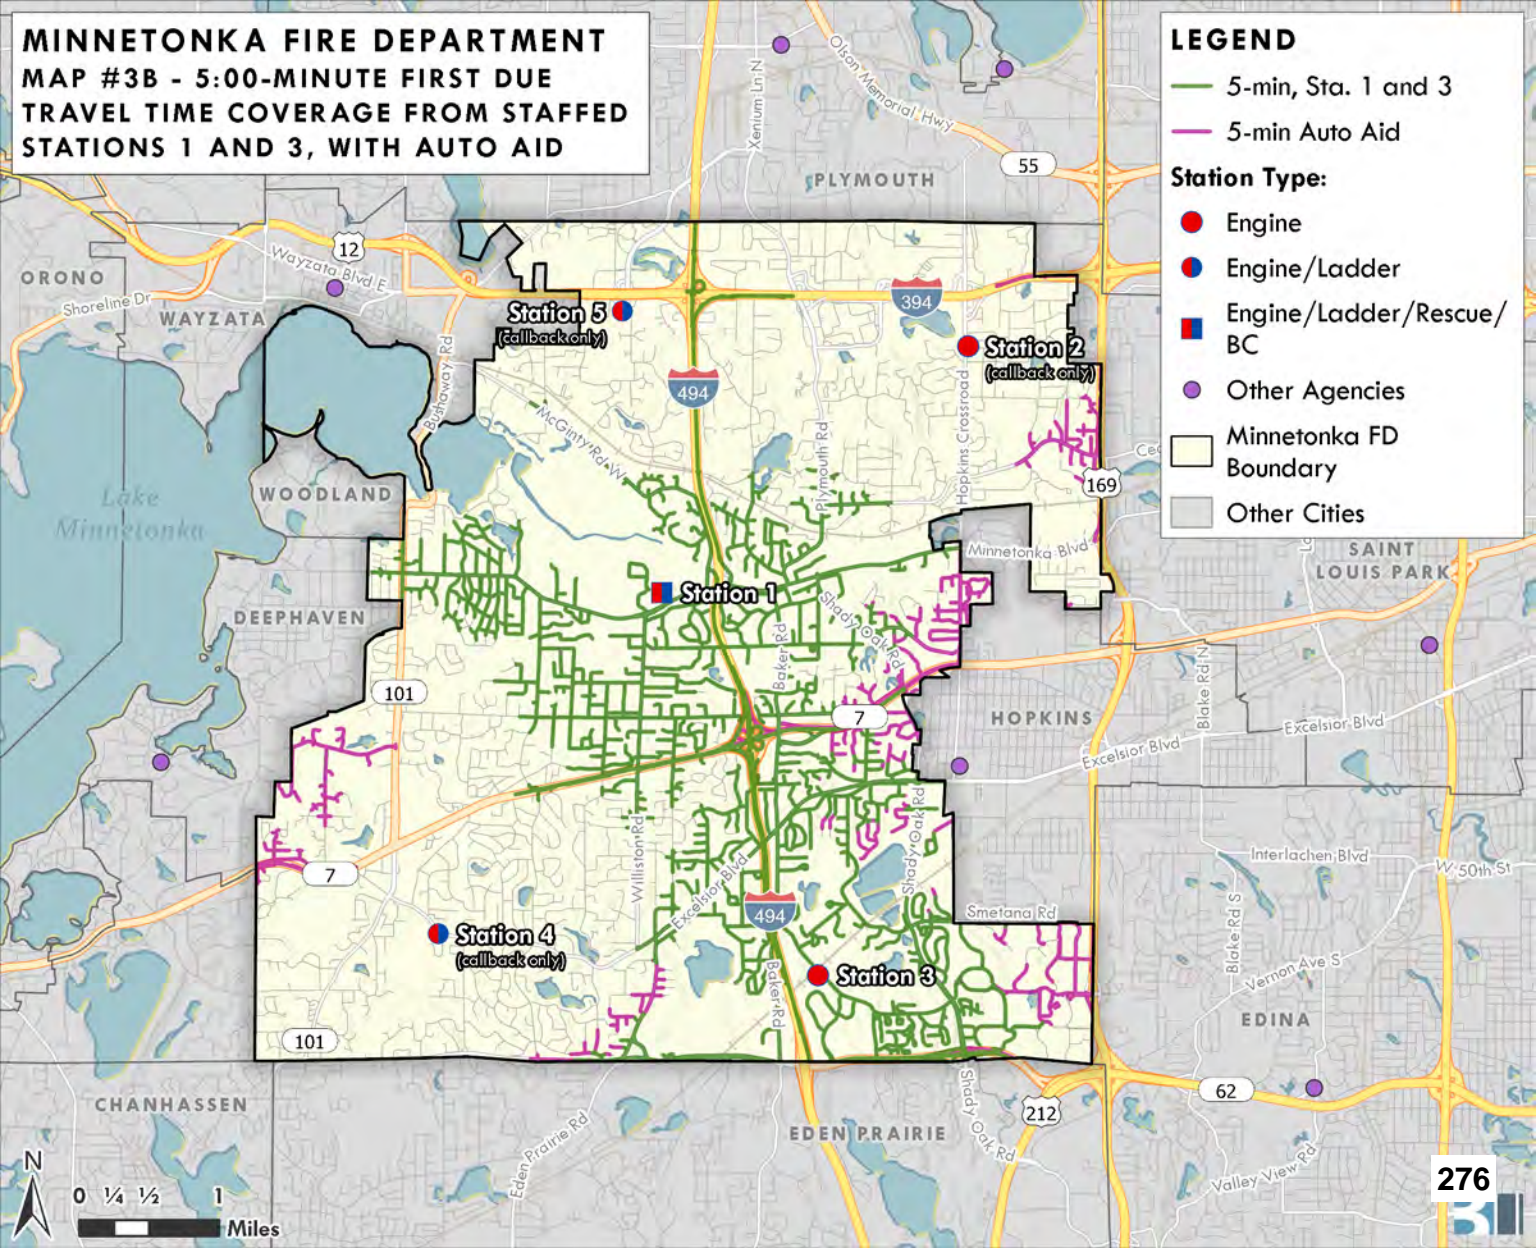 MINNETONKA FIRE DEPARTMENT
MAP #3B - 5:00-MINUTE FIRST DUE
TRAVEL TIME COVERAGE FROM STAFFED
STATIONS 1 AND 3, WITH AUTO AID
LEGEND
5-min, Sta. 1 and 3
5-min Auto Aid
Station Type:
Engine
Engine/Ladder
Engine/Ladder/Rescue/
BC
Other Agencies
Minnetonka FD
Boundary
Other Cities
Xenium Ln N
Olson Memorial Hwy
55
PLYMOUTH
12
Wayzata Blvd E
ORONO
Shoreline Dr
WAYZATA
Bushaway Rd
Station 5
(callback only)
394
Station 2
(callback only)
494
McGinty Rd W
Plymouth Rd
Hopkins Crossroad
169
Lake
Minnetonka
WOODLAND
Minnetonka Blvd
SAINT
LOUIS PARK
Station 1
DEEPHAVEN
Shady Oak Rd
Baker Rd
101
7
HOPKINS
Blake Rd N
Excelsior Blvd
Excelsior Blvd
Williston Rd
Excelsior Blvd
Shady Oak Rd
Interlachen Blvd
W 50th St
7
494
Smetana Rd
Blake Rd S
Station 4
(callback only)
Vernon Ave S
Station 3
Baker Rd
EDINA
101
CHANHASSEN
62
212
Shady Oak Rd
EDEN PRAIRIE
Eden Prairie Rd
Valley View Rd
N
0 ¼ ½ 1
Miles
276